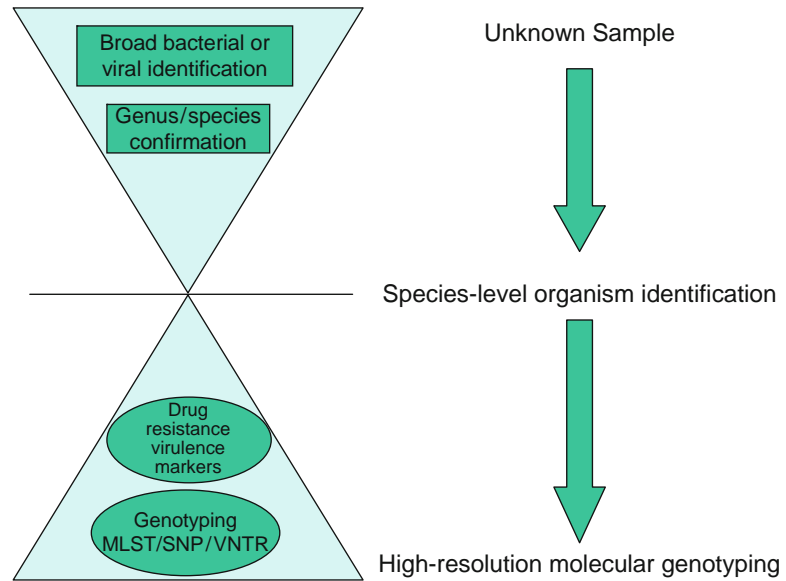 Broad bacterial or
viral identification
Genus/species
confirmation
Unknown Sample
Species-level organism identification
Drug
resistance
virulence
markers
Genotyping
MLST/SNP/VNTR
High-resolution molecular genotyping